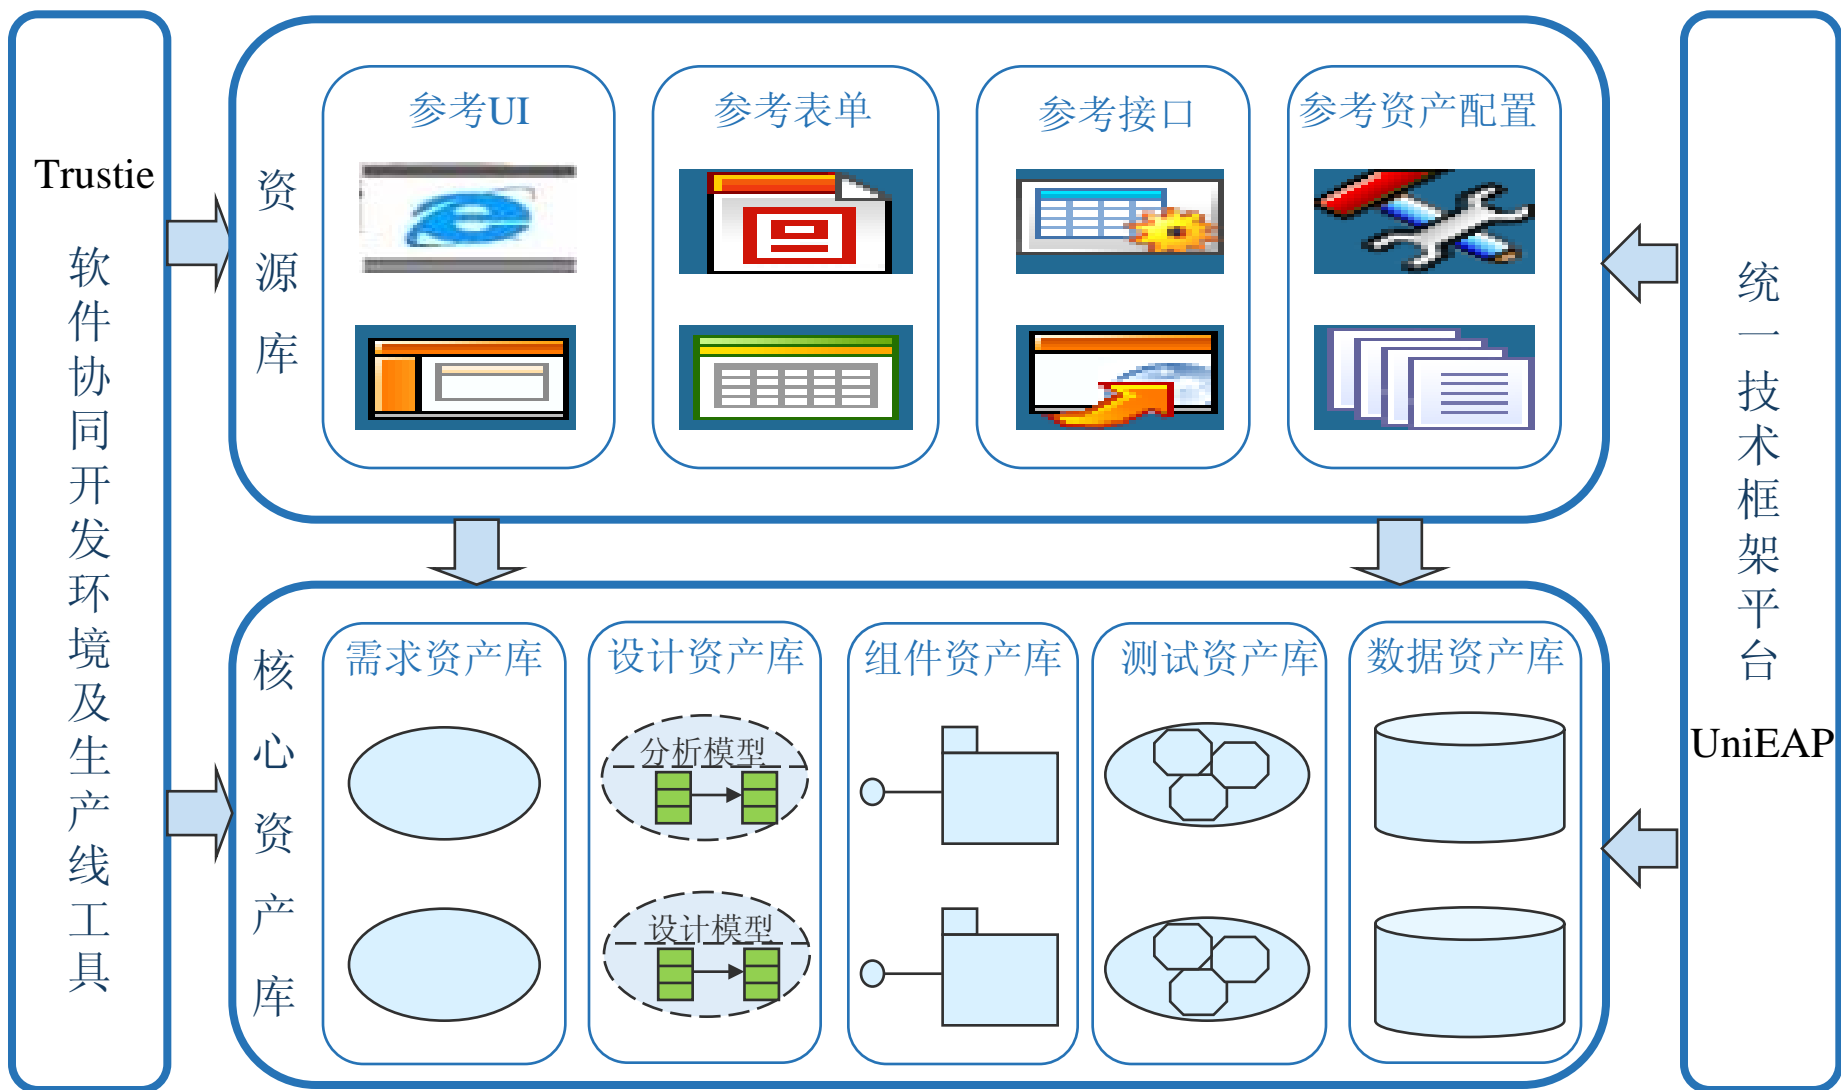 Trustie
软件协同开发环境及生产线工具
资源库
参考UI
参考表单
参考接口
参考资产配置
核心资产库
需求资产库
设计资产库
分析模型
设计模型
组件资产库
测试资产库
数据资产库
统一技术框架平台
UniEAP